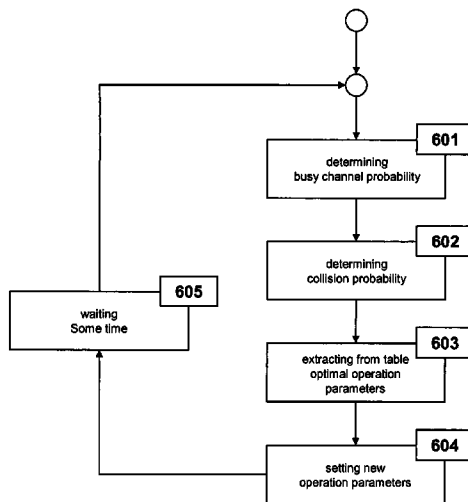 601
determining
busy channel probability
602
determining
collision probability
603
extracting from table
optimal operation
parameters
604
setting new
operation parameters
605
waiting
Some time